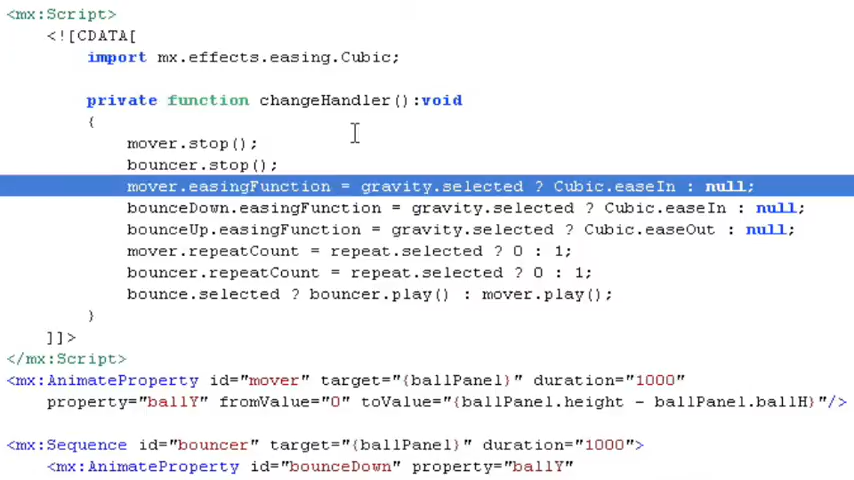 <mx:Script>
<![CDATA[
import mx.effects.easing.Cubic;
private function changeHandler():void
{
mover.stop();
bouncer.stop();
mover.easingFunction = gravity.selected ? Cubic.easeIn : null;
bounceDown.easingFunction = gravity.selected ? Cubic.easeIn : null;
bounceUp.easingFunction = gravity.selected ? Cubic.easeOut : null;
mover.repeatCount = repeat.selected ? 0 : 1;
bouncer.repeatCount = repeat.selected ? 0 : 1;
bounce.selected ? bouncer.play() : mover.play();
}
]]>
</mx:Script>
<mx:AnimateProperty id="mover" target="{ballPanel}" duration="1000"
property="ballY" fromValue="0" toValue="{ballPanel.height - ballPanel.ballH}"/>
<mx:Sequence id="bouncer" target="{ballPanel}" duration="1000">
<mx:AnimateProperty id="bounceDown" property="ballY"